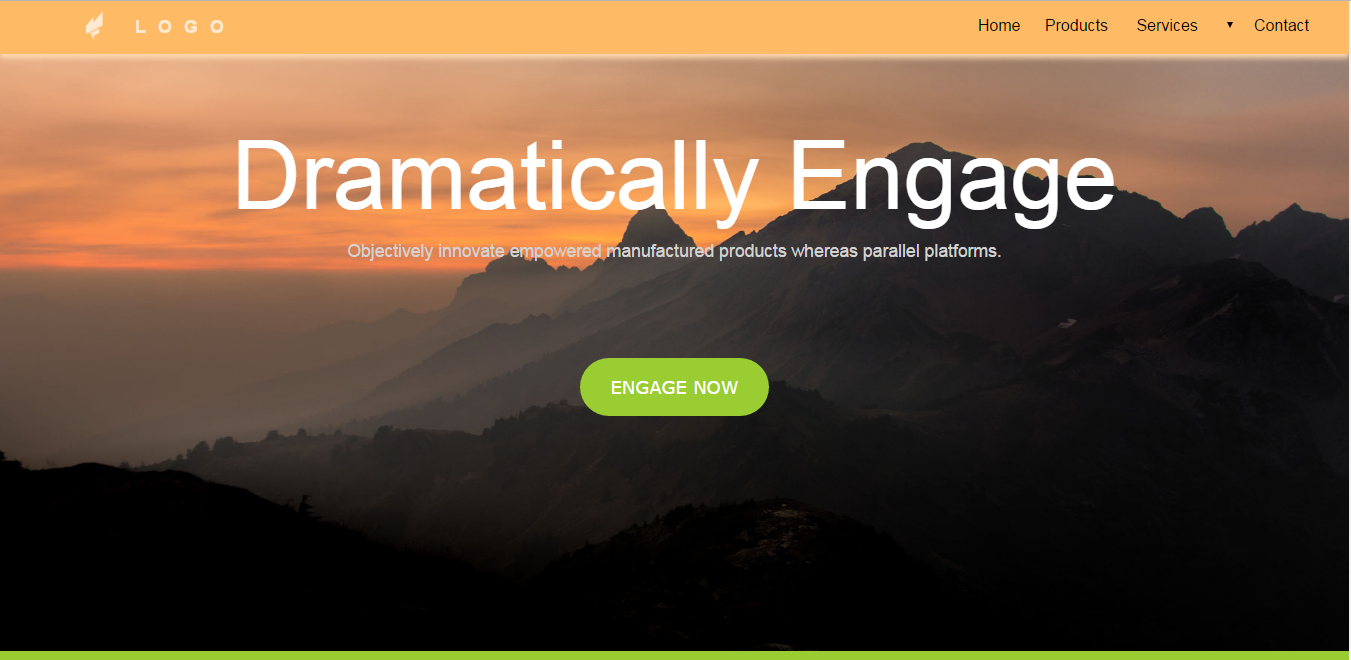 LOGO
Home Products Services ▼ Contact
Dramatically Engage
Objectively innovate empowered manufactured products whereas parallel platforms.
ENGAGE NOW